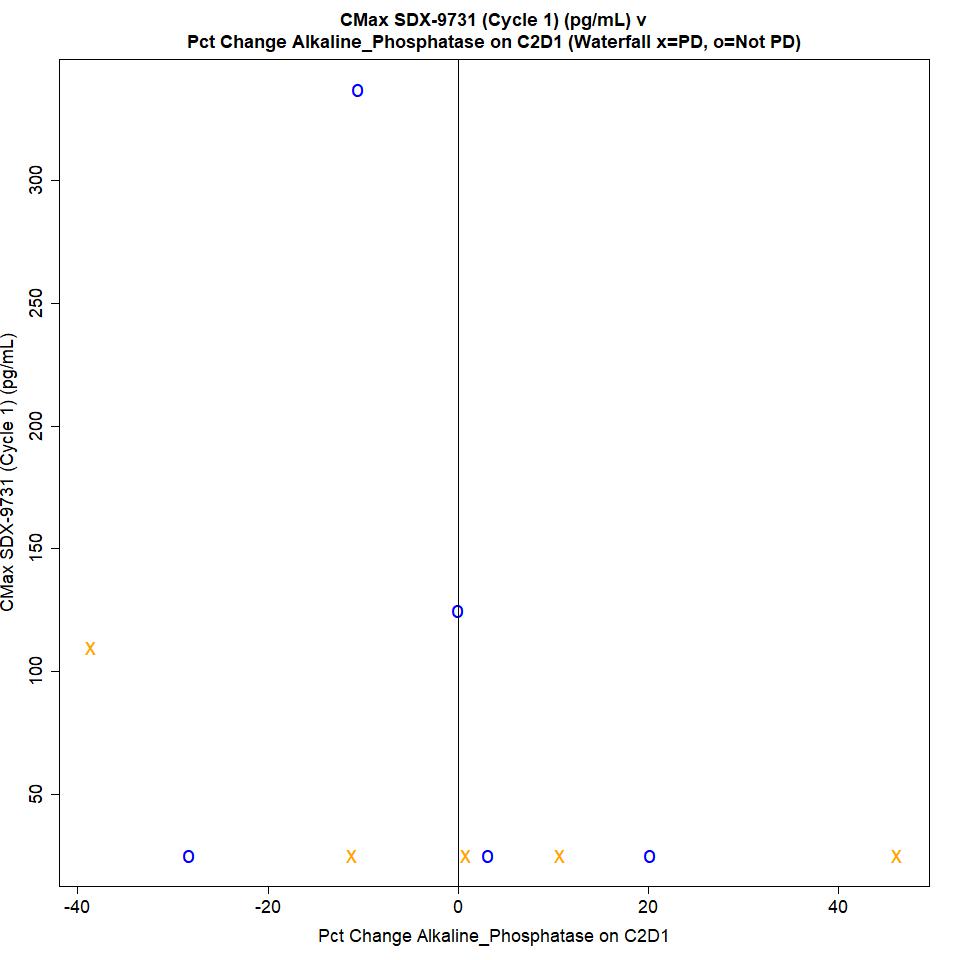 CMax SDX-9731 (Cycle 1) (pg/mL) v
Pct Change Alkaline_Phosphatase on C2D1 (Waterfall x=PD, o=Not PD)
CMax SDX-9731 (Cycle 1) (pg/mL)
300
250
200
150
100
50
O
O
X
O
X
X
O
X
O
X
-40
-20
0
20
40
Pct Change Alkaline_Phosphatase on C2D1